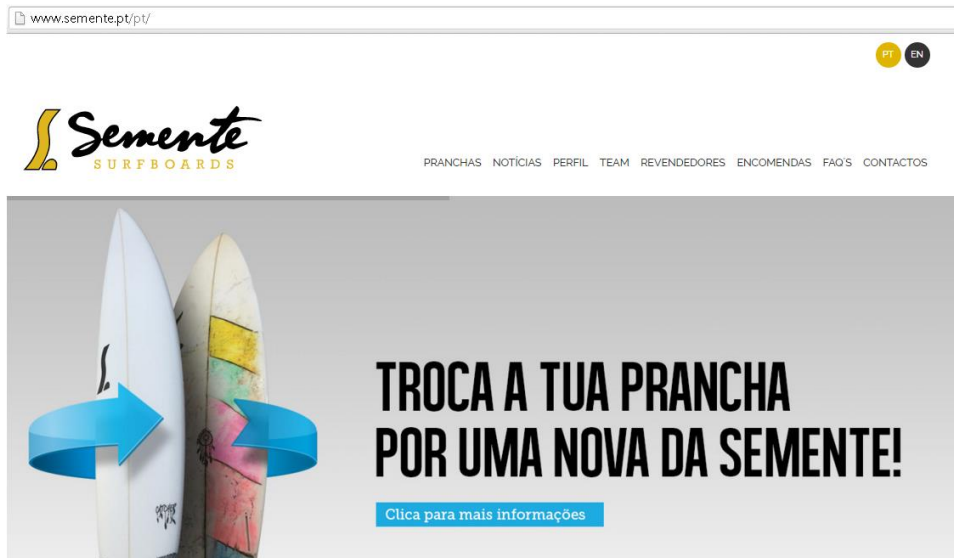 www.semente.pt/pt/
PT EN
Semente
SURFBOARDS
PRANCHAS NOTÍCIAS PERFIL TEAM REVENDEDORES ENCOMENDAS FAQ'S CONTACTOS
TROCA A TUA PRANCHA
POR UMA NOVA DA SEMENTE!
Clica para mais informações